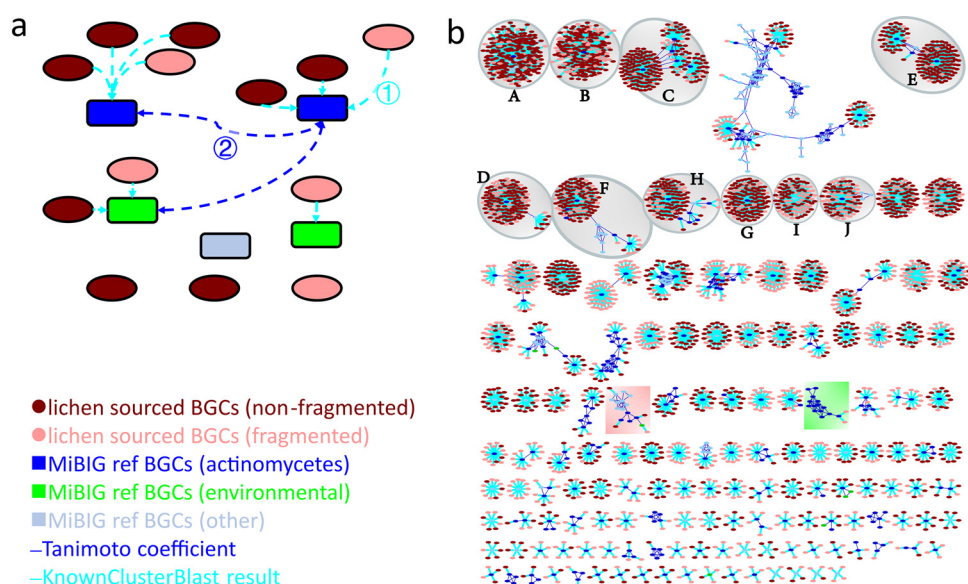 a
①
②
lichen sourced BGCs (non-fragmented)
lichen sourced BGCs (fragmented)
MiBIG ref BGCs (actinomycetes)
MiBIG ref BGCs (environmental)
MiBIG ref BGCs (other)
–Tanimoto coefficient
–KnownClusterBlast result
b
A B C E
D F H G I J